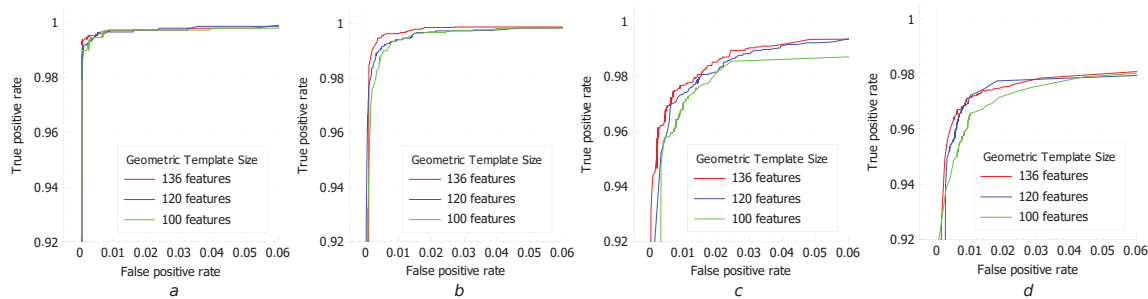 True positive rate
1
0.98
0.96
0.94
0.92
Geometric Template Size
136 features
120 features
100 features
0 0.01 0.02 0.03 0.04 0.05 0.06
False positive rate
a
True positive rate
1
0.98
0.96
0.94
0.92
Geometric Template Size
136 features
120 features
100 features
0 0.01 0.02 0.03 0.04 0.05 0.06
False positive rate
b
True positive rate
1
0.98
0.96
0.94
0.92
Geometric Template Size
136 features
120 features
100 features
0 0.01 0.02 0.03 0.04 0.05 0.06
False positive rate
c
True positive rate
1
0.98
0.96
0.94
0.92
Geometric Template Size
136 features
120 features
100 features
0 0.01 0.02 0.03 0.04 0.05 0.06
False positive rate
d